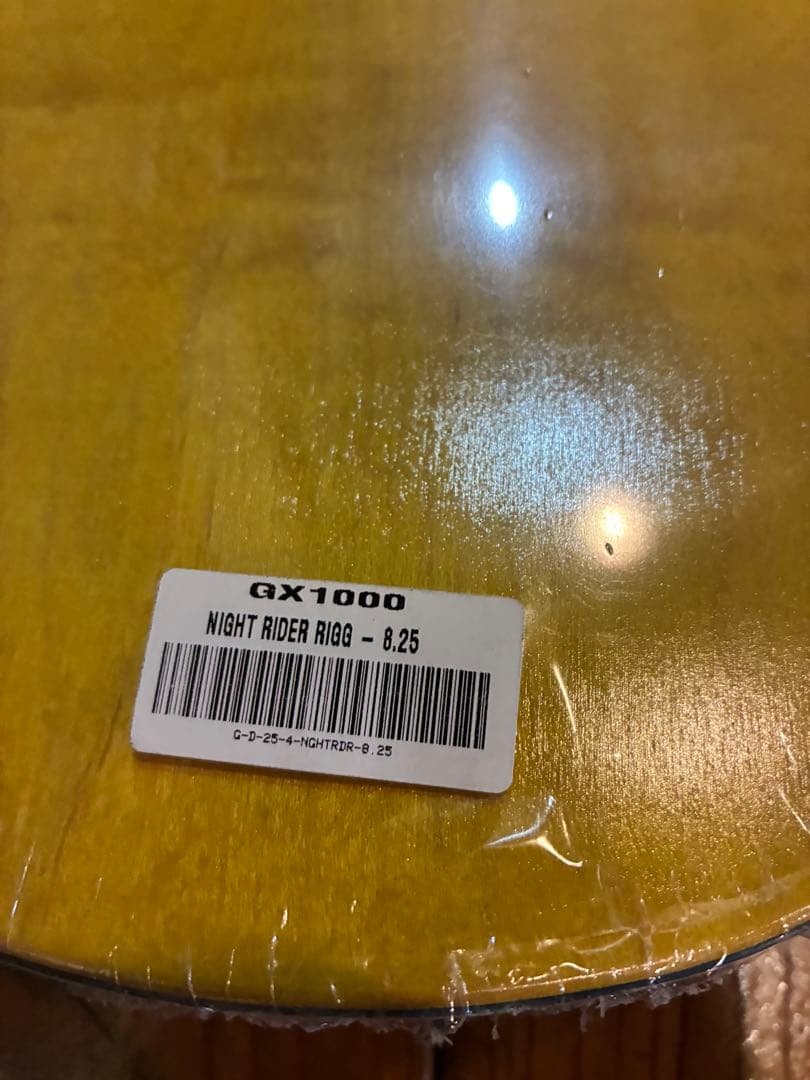 GX1000
NIGHT RIDER RIGG - 8.25
G-D-25-4-NGHTRDR-8.25